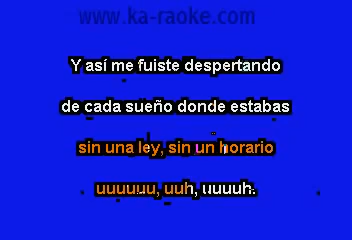 www.ka-raoke.com
Y así me fuiste despertando
de cada sueño donde estabas
sin una ley, sin un horario
uuuuuu, uuh, uuuuh.